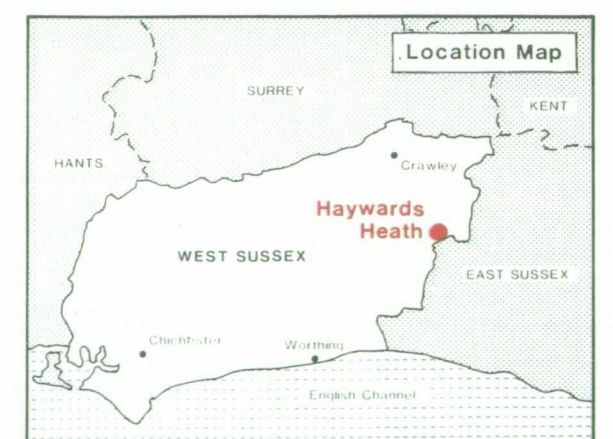 Location Map
SURREY
KENT
HANTS.
Crawley
Haywards
Heath
WEST SUSSEX
EAST SUSSEX
Chichester
Worthing
English Channel